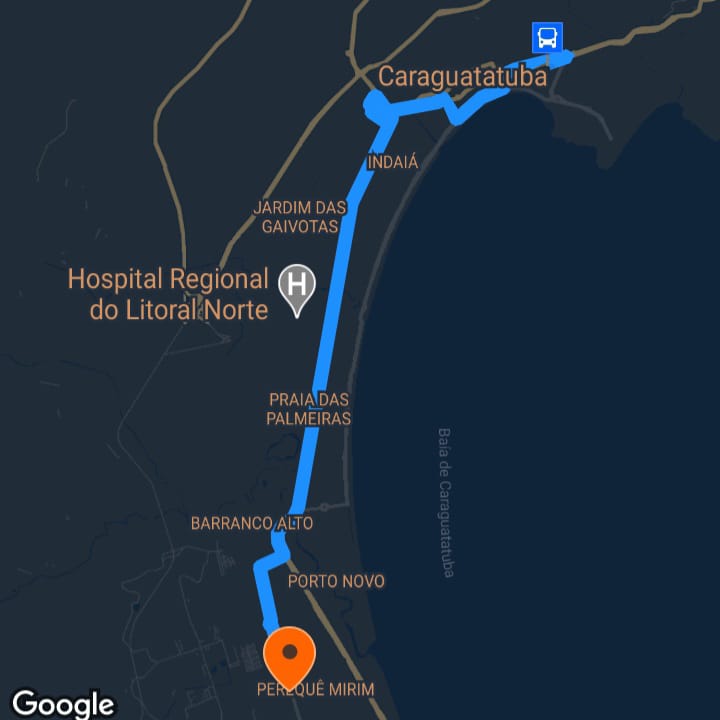 Caraguatatuba
INDAIÁ
JARDIM DAS
GAIVOTAS
Hospital Regional
do Litoral Norte
H
PRAIA DAS
PALMEIRAS
Baía de Caraguatatuba
BARRANCO ALTO
PORTO NOVO
PEREQUÊ MIRIM
Google